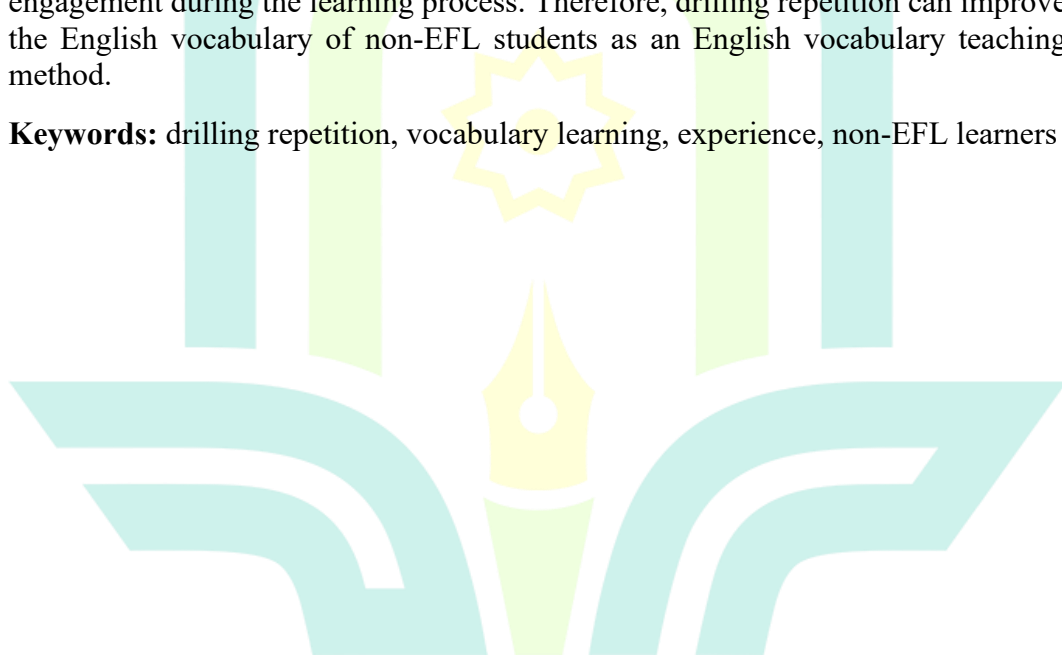 engagement during the learning process. Therefore, drilling repetition can improve
the English vocabulary of non-EFL students as an English vocabulary teaching
method.
Keywords: drilling repetition, vocabulary learning, experience, non-EFL learners